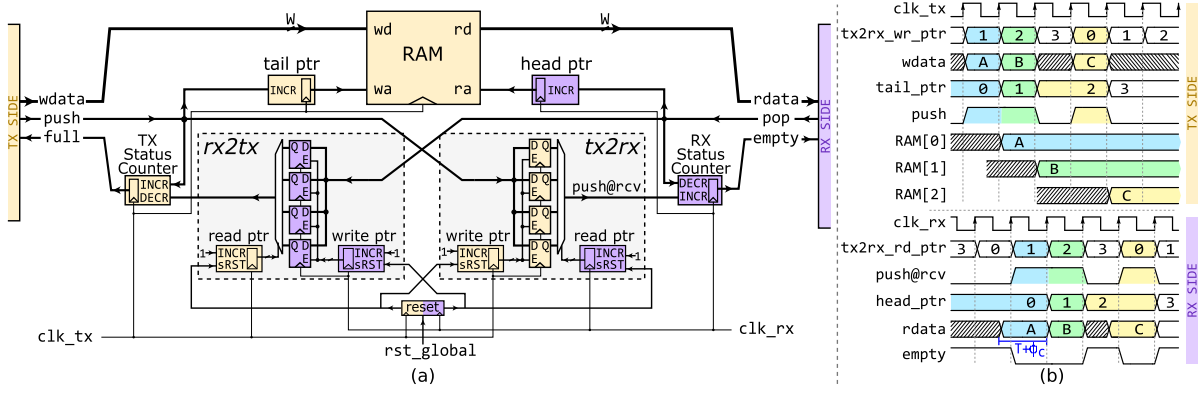 W
W
wd
rd
RAM
wa
ra
tail ptr
INCR
head ptr
INCR
TX SIDE
wdata
push
full
rdata
pop
empty
RX SIDE
TX
Status
Counter
INCR
DECR
RX
Status
Counter
DECR
INCR
rx2tx
tx2rx
Q D
E
Q D
E
Q D
E
Q D
E
D Q
E
D Q
E
D Q
E
D Q
E
push@rcv
read ptr
1
INCR
sRST
write ptr
INCR
sRST
1
write ptr
1
INCR
sRST
read ptr
INCR
sRST
1
reset
clk_tx
clk_rx
rst_global
(a)
clk_tx
tx2rx_wr_ptr 1 2 3 0 1 2
wdata A B C
tail_ptr 0 1 2 3
push
RAM[0] A
RAM[1] B
RAM[2] C
TX SIDE
clk_rx
tx2rx_rd_ptr 3 0 1 2 3 0 1
push@rcv
head_ptr 0 1 2 3
rdata A B C
T+ϕc
empty
RX SIDE
(b)